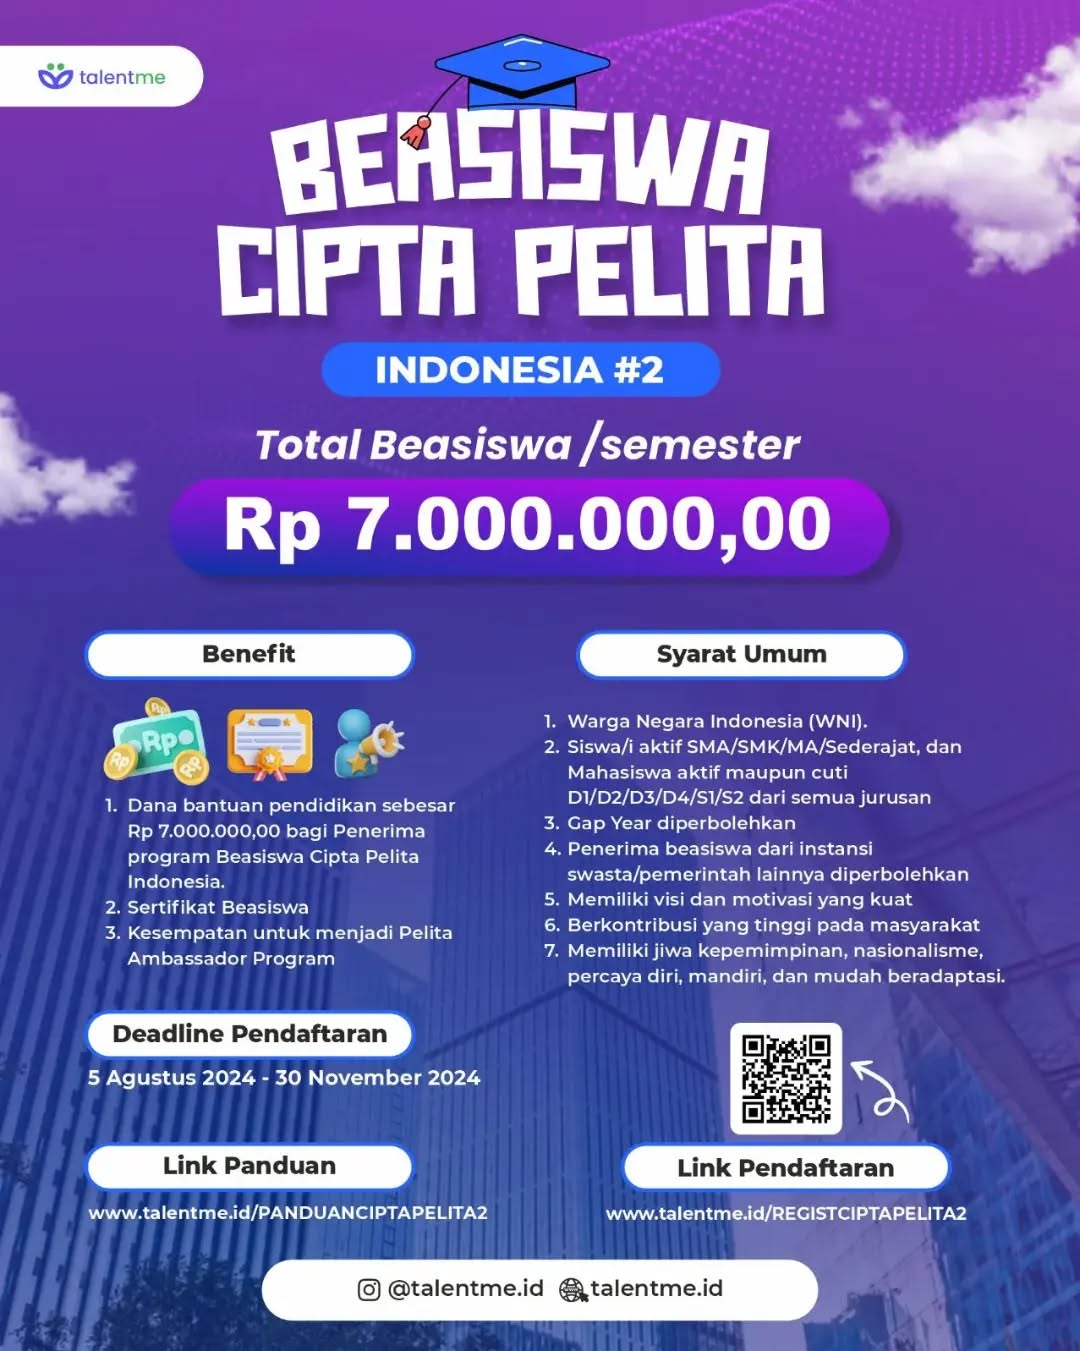 talentme
BEASISWA
CIPTA PELITA
INDONESIA #2
Total Beasiswa /semester
Rp 7.000.000,00
Benefit
Rp
Rp
Rp
Rp
1. Dana bantuan pendidikan sebesar
Rp 7.000.000,00 bagi Penerima
program Beasiswa Cipta Pelita
Indonesia.
2. Sertifikat Beasiswa
3. Kesempatan untuk menjadi Pelita
Ambassador Program
Syarat Umum
1. Warga Negara Indonesia (WNI).
2. Siswa/i aktif SMA/SMK/MA/Sederajat, dan
Mahasiswa aktif maupun cuti
D1/D2/D3/D4/S1/S2 dari semua jurusan
3. Gap Year diperbolehkan
4. Penerima beasiswa dari instansi
swasta/pemerintah lainnya diperbolehkan
5. Memiliki visi dan motivasi yang kuat
6. Berkontribusi yang tinggi pada masyarakat
7. Memiliki jiwa kepemimpinan, nasionalisme,
percaya diri, mandiri, dan mudah beradaptasi.
Deadline Pendaftaran
5 Agustus 2024 - 30 November 2024
Link Panduan
www.talentme.id/PANDUANCIPTAPELITA2
Link Pendaftaran
www.talentme.id/REGISTCIPTAPELITA2
@talentme.id talentme.id